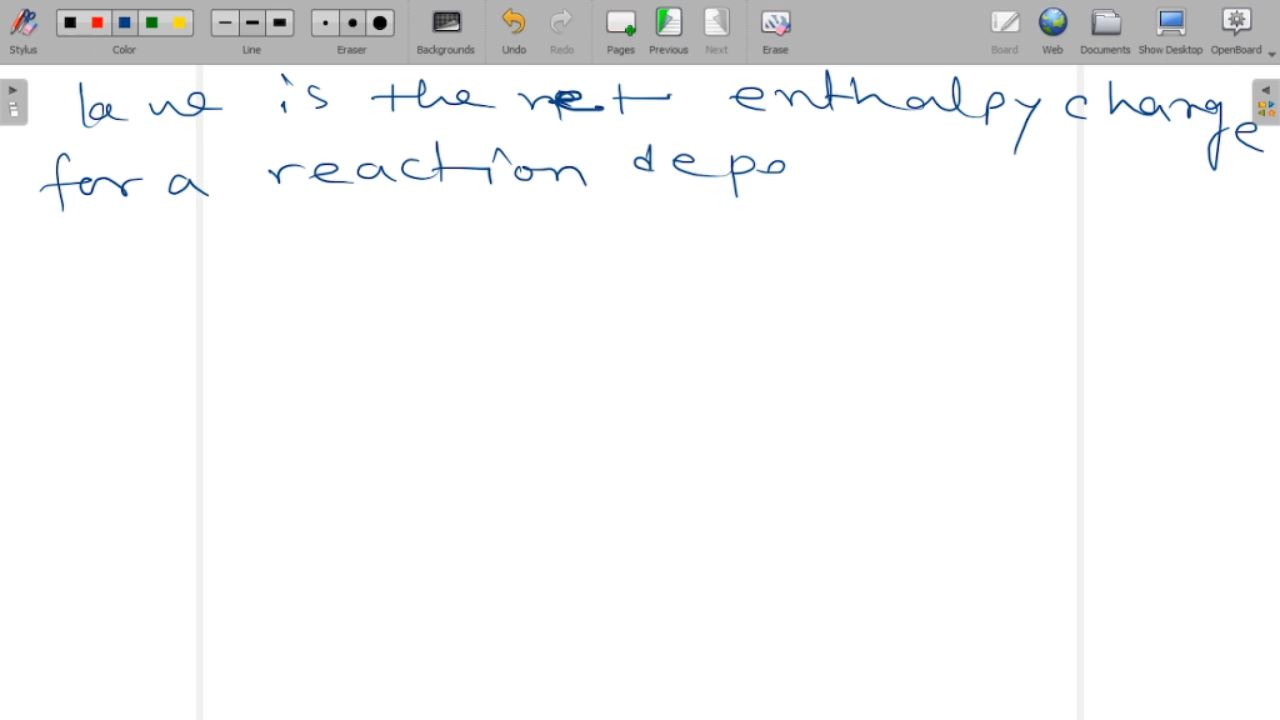 Stylus Color Line Eraser Backgrounds Undo Redo Pages Previous Next Erase Board Web Documents Show Desktop OpenBoard
is the net enthalpy change
for a reaction depe